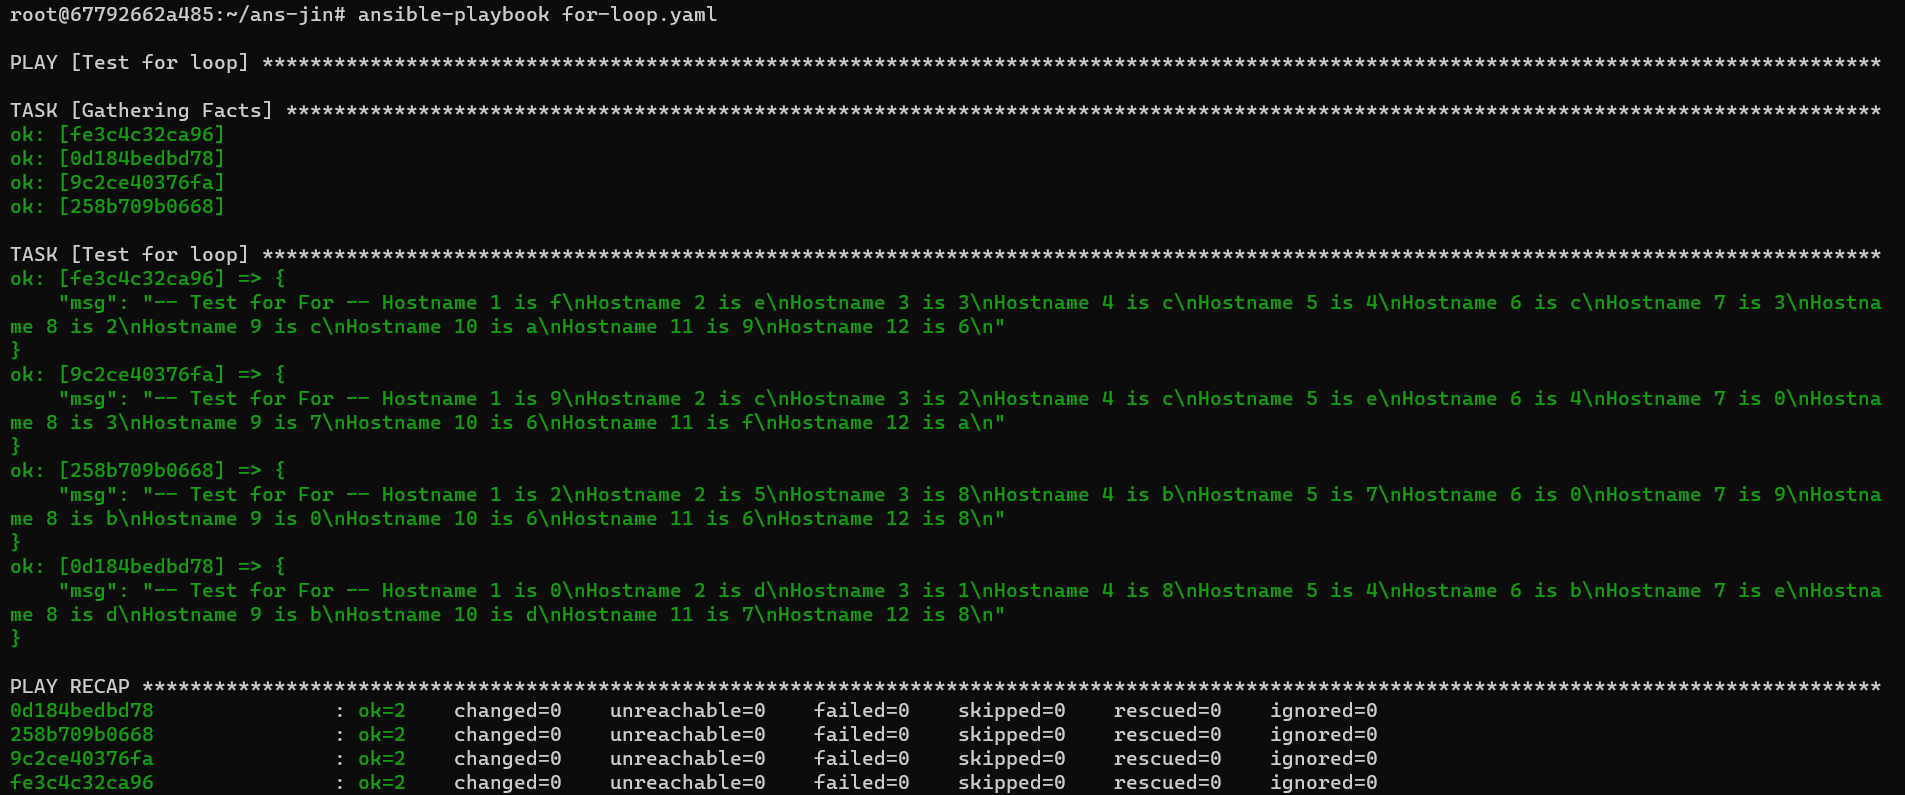 root@67792662a485:~/ans-jin# ansible-playbook for-loop.yaml
PLAY [Test for loop] ***************************************************************************************************************************************
TASK [Gathering Facts] *************************************************************************************************************************************
ok: [fe3c4c32ca96]
ok: [0d184bedbd78]
ok: [9c2ce40376fa]
ok: [258b709b0668]
TASK [Test for loop] ***************************************************************************************************************************************
ok: [fe3c4c32ca96] => {
    "msg": "-- Test for For -- Hostname 1 is f\nHostname 2 is e\nHostname 3 is 3\nHostname 4 is c\nHostname 5 is 4\nHostname 6 is c\nHostname 7 is 3\nHostna
me 8 is 2\nHostname 9 is c\nHostname 10 is a\nHostname 11 is 9\nHostname 12 is 6\n"
}
ok: [9c2ce40376fa] => {
    "msg": "-- Test for For -- Hostname 1 is 9\nHostname 2 is c\nHostname 3 is 2\nHostname 4 is c\nHostname 5 is e\nHostname 6 is 4\nHostname 7 is 0\nHostna
me 8 is 3\nHostname 9 is 7\nHostname 10 is 6\nHostname 11 is f\nHostname 12 is a\n"
}
ok: [258b709b0668] => {
    "msg": "-- Test for For -- Hostname 1 is 2\nHostname 2 is 5\nHostname 3 is 8\nHostname 4 is b\nHostname 5 is 7\nHostname 6 is 0\nHostname 7 is 9\nHostna
me 8 is b\nHostname 9 is 0\nHostname 10 is 6\nHostname 11 is 6\nHostname 12 is 8\n"
}
ok: [0d184bedbd78] => {
    "msg": "-- Test for For -- Hostname 1 is 0\nHostname 2 is d\nHostname 3 is 1\nHostname 4 is 8\nHostname 5 is 4\nHostname 6 is b\nHostname 7 is e\nHostna
me 8 is d\nHostname 9 is b\nHostname 10 is d\nHostname 11 is 7\nHostname 12 is 8\n"
}
PLAY RECAP *************************************************************************************************************************************************
0d184bedbd78               : ok=2    changed=0    unreachable=0    failed=0    skipped=0    rescued=0    ignored=0
258b709b0668               : ok=2    changed=0    unreachable=0    failed=0    skipped=0    rescued=0    ignored=0
9c2ce40376fa               : ok=2    changed=0    unreachable=0    failed=0    skipped=0    rescued=0    ignored=0
fe3c4c32ca96               : ok=2    changed=0    unreachable=0    failed=0    skipped=0    rescued=0    ignored=0